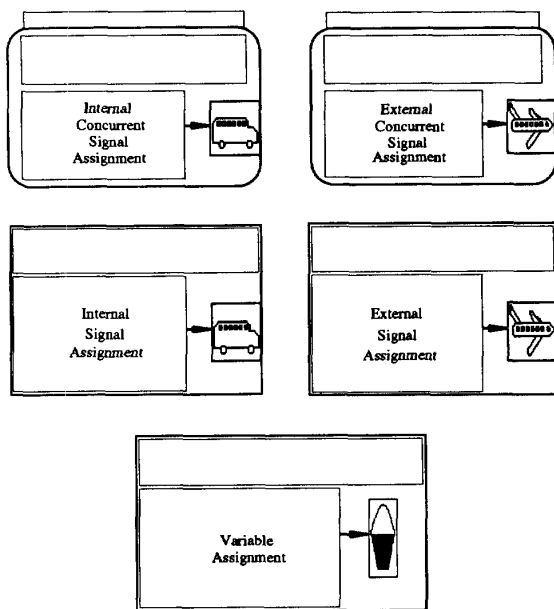 Internal
Concurrent
Signal
Assignment
External
Concurrent
Signal
Assignment
Internal
Signal
Assignment
External
Signal
Assignment
Variable
Assignment